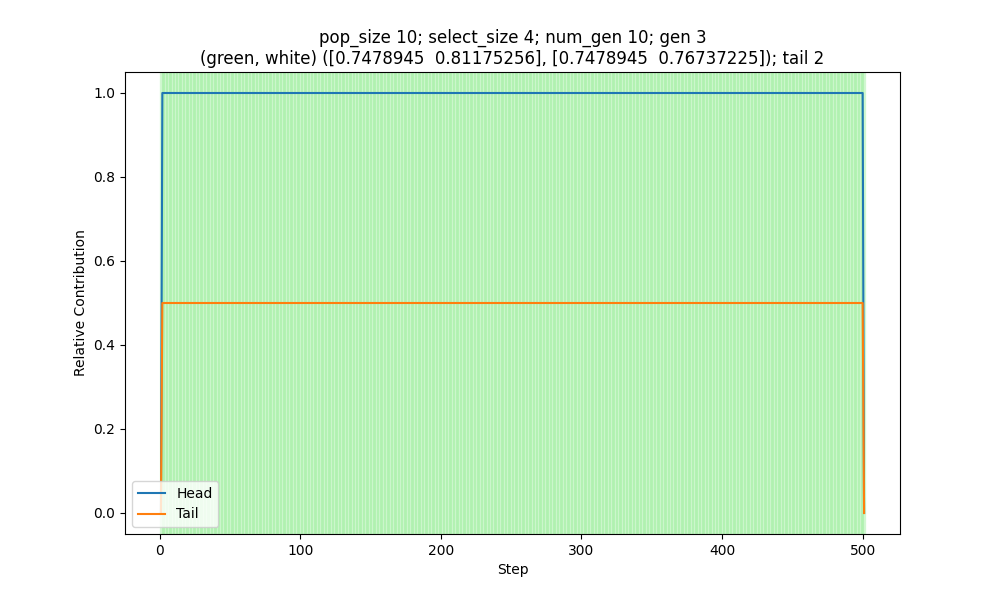 pop_size 10; select_size 4; num_gen 10; gen 3
(green, white) ([0.7478945  0.81175256], [0.7478945  0.76737225]); tail 2
1.0
0.8
0.6
0.4
0.2
0.0
Relative Contribution
Head
Tail
0 100 200 300 400 500
Step